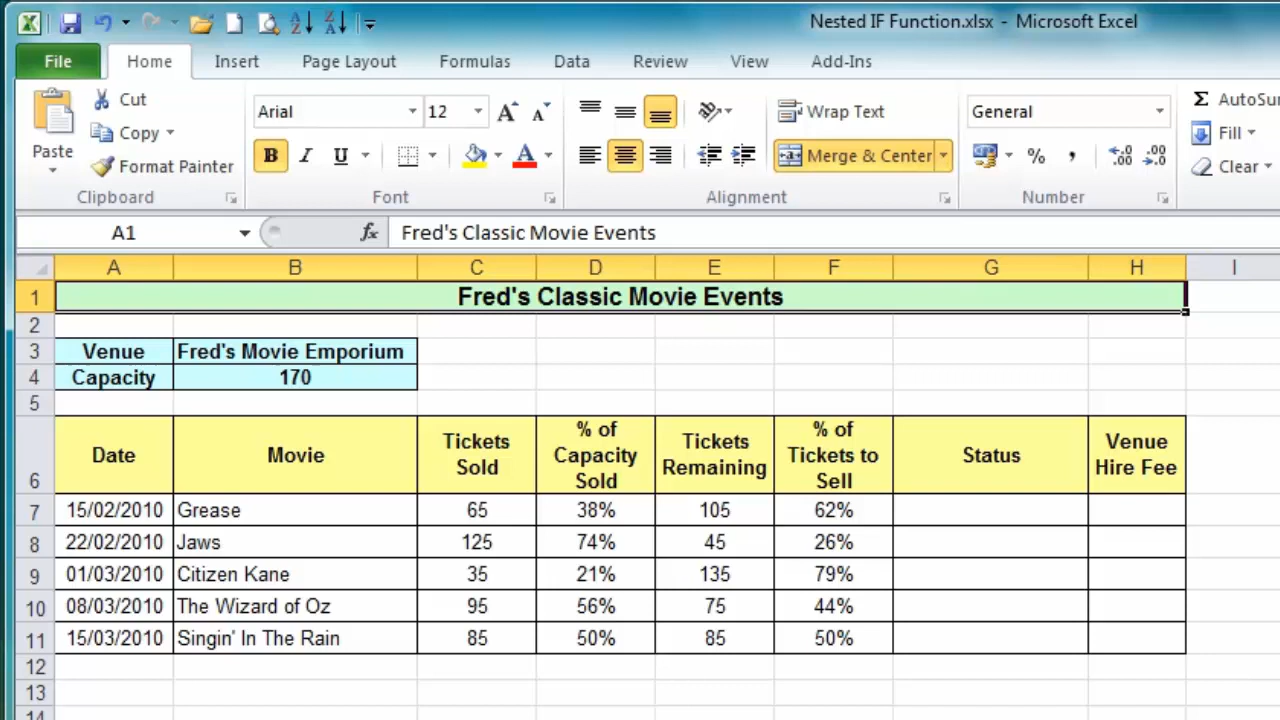 Nested IF Function.xlsx - Microsoft Excel
File Home Insert Page Layout Formulas Data Review View Add-Ins
Paste
Cut
Copy
Format Painter
Clipboard
Arial 12
B I U A
Font
Wrap Text
Merge & Center
Alignment
General
% ,
Number
Σ AutoSu
Fill
Clear
A1 fx Fred's Classic Movie Events
A B C D E F G H I
1 Fred's Classic Movie Events
2
3 Venue Fred's Movie Emporium
4 Capacity 170
5
6 Date Movie Tickets Sold % of Capacity Sold Tickets Remaining % of Tickets to Sell Status Venue Hire Fee
7 15/02/2010 Grease 65 38% 105 62%
8 22/02/2010 Jaws 125 74% 45 26%
9 01/03/2010 Citizen Kane 35 21% 135 79%
10 08/03/2010 The Wizard of Oz 95 56% 75 44%
11 15/03/2010 Singin' In The Rain 85 50% 85 50%
12
13
14